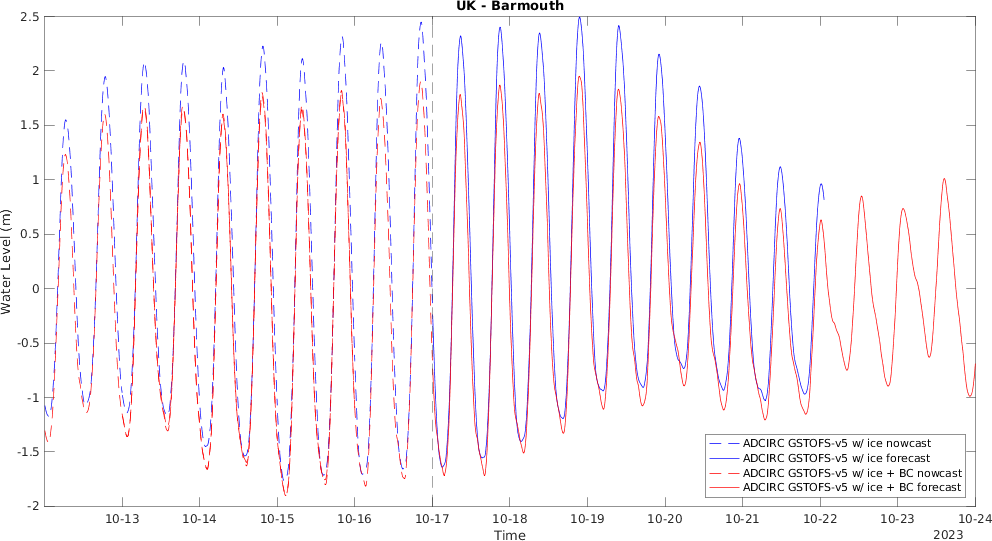 UK - Barmouth
2.5
2
1.5
1
0.5
0
-0.5
-1
-1.5
-2
Water Level (m)
ADCIRC GSTOFS-v5 w/ ice nowcast
ADCIRC GSTOFS-v5 w/ ice forecast
ADCIRC GSTOFS-v5 w/ ice + BC nowcast
ADCIRC GSTOFS-v5 w/ ice + BC forecast
10-13 10-14 10-15 10-16 10-17 10-18 10-19 10-20 10-21 10-22 10-23 10-24
Time
2023